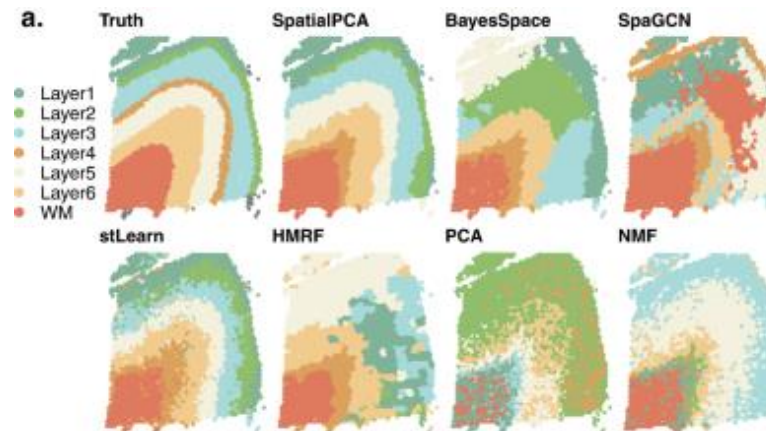 a.
Truth
SpatialPCA
BayesSpace
SpaGCN
Layer1
Layer2
Layer3
Layer4
Layer5
Layer6
WM
stLearn
HMRF
PCA
NMF